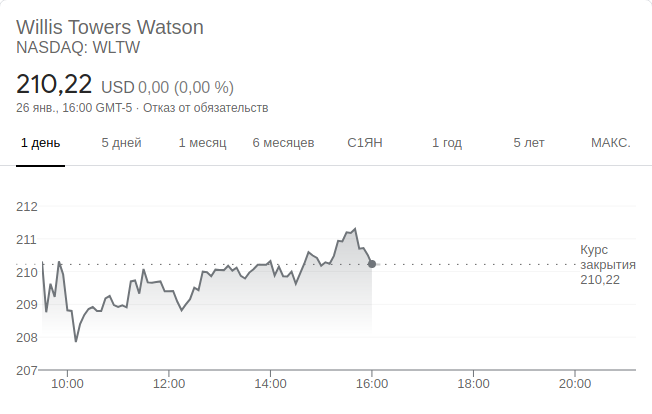 Willis Towers Watson
NASDAQ: WLTW
210,22 USD 0,00 (0,00 %)
26 янв., 16:00 GMT-5 · Отказ от обязательств
1 день 5 дней 1 месяц 6 месяцев С1ЯН 1 год 5 лет МАКС.
212
211
210
209
208
207
Курс
закрытия
210,22
10:00 12:00 14:00 16:00 18:00 20:00